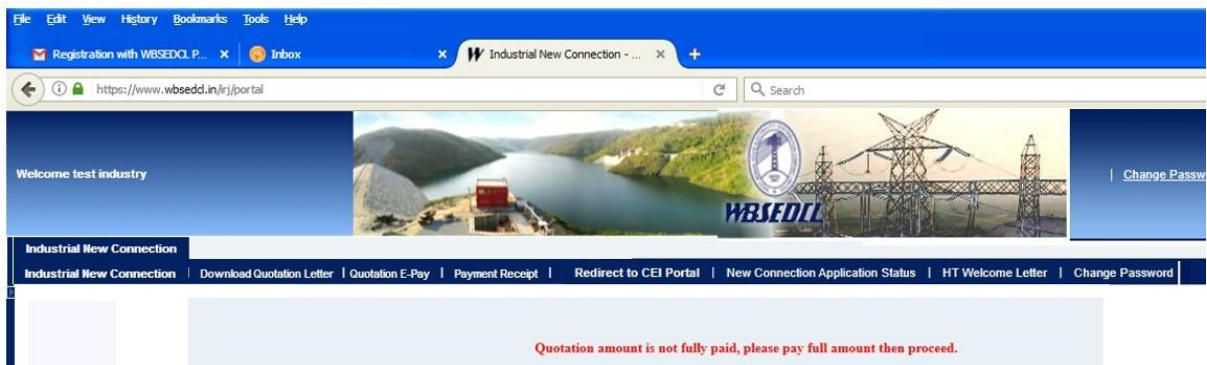 File Edit View History Bookmarks Tools Help
Registration with WBSEDCL P... Inbox Industrial New Connection - ...
https://www.wbsedcl.in/irj/portal Search
Welcome test industry
| Change Passw
WBSEDCL
Industrial New Connection
Industrial New Connection | Download Quotation Letter | Quotation E-Pay | Payment Receipt | Redirect to CEI Portal | New Connection Application Status | HT Welcome Letter | Change Password
Quotation amount is not fully paid, please pay full amount then proceed.